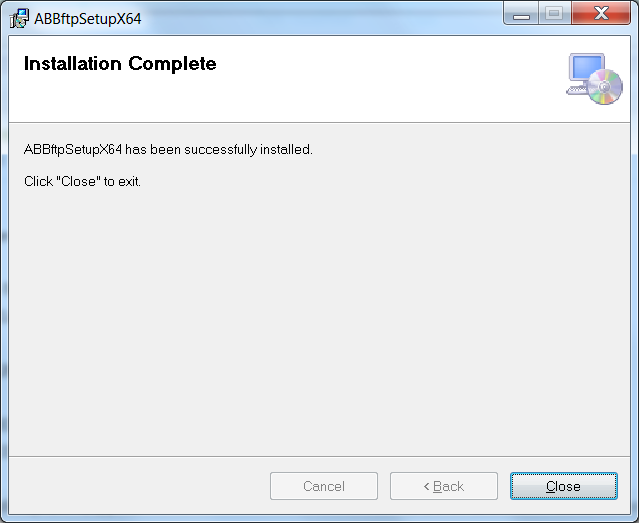 ABBftpSetupX64
Installation Complete
ABBftpSetupX64 has been successfully installed.
Click "Close" to exit.
Cancel
< Back
Close